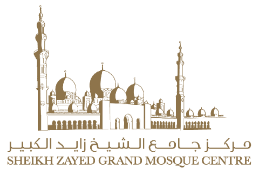 مركز جامع الشيخ زايد الكبير
SHEIKH ZAYED GRAND MOSQUE CENTRE